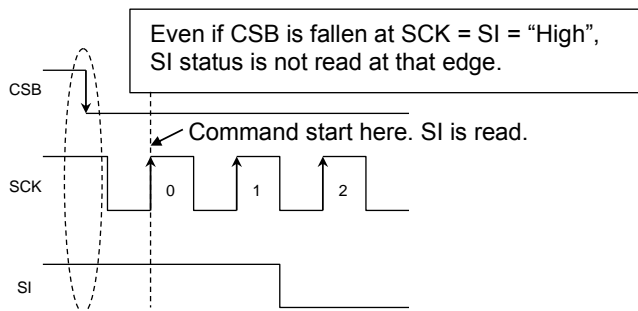 Even if CSB is fallen at SCK = SI = “High”,
SI status is not read at that edge.
CSB
Command start here. SI is read.
SCK
0 1 2
SI